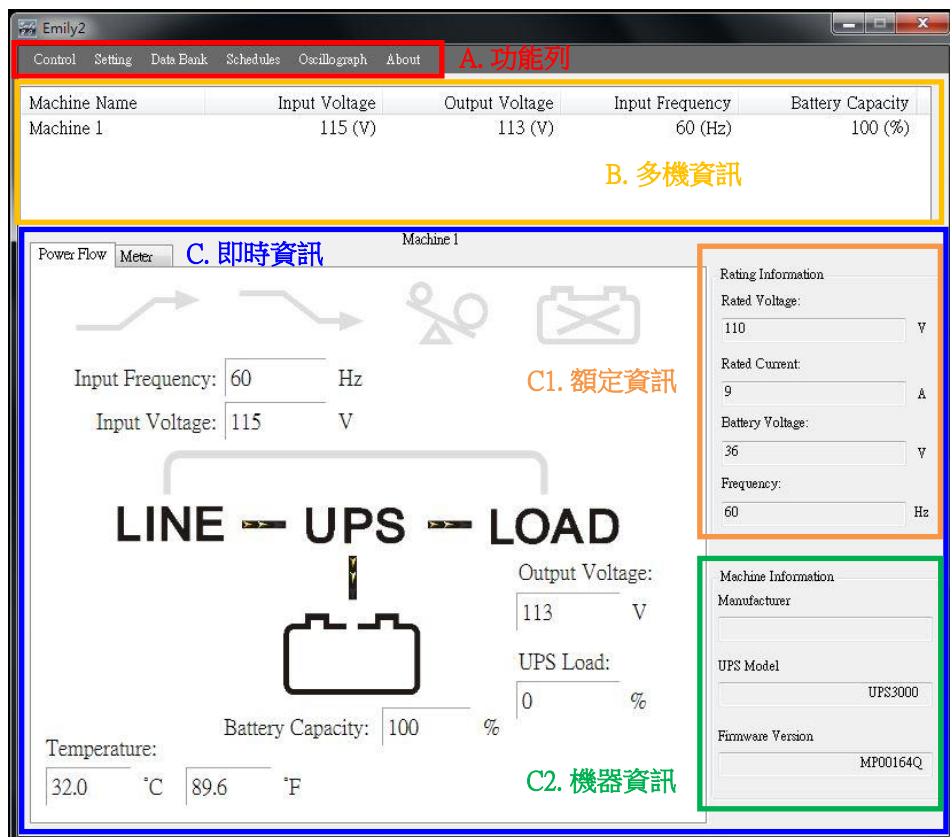 Emily2
Control Setting Data Bank Schedules Oscillograph About A. 功能列
Machine Name Input Voltage Output Voltage Input Frequency Battery Capacity
Machine 1 115 (V) 113 (V) 60 (Hz) 100 (%)
B. 多機資訊
Machine 1
Power Flow Meter C. 即時資訊
Input Frequency: 60 Hz
Input Voltage: 115 V
C1. 額定資訊
Rating Information
Rated Voltage:
110 V
Rated Current:
9 A
Battery Voltage:
36 V
Frequency:
60 Hz
LINE UPS LOAD
Output Voltage:
113 V
UPS Load:
0 %
Battery Capacity: 100 %
Temperature:
32.0 °C 89.6 °F
C2. 機器資訊
Machine Information
Manufacturer
UPS Model
UPS3000
Firmware Version
MP00164Q